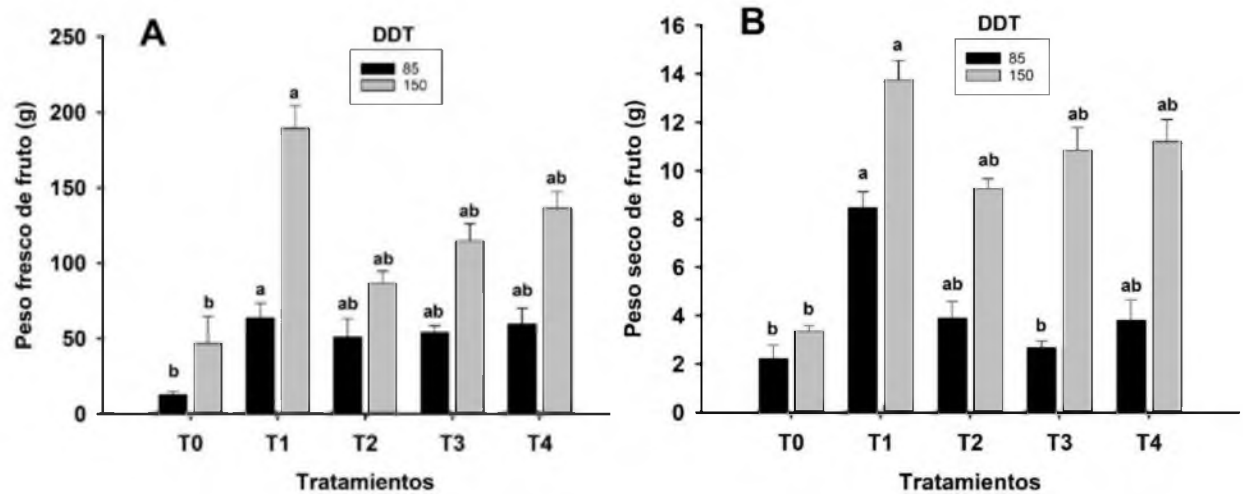 A
DDT
85
150
Peso fresco de fruto (g)
250
200
150
100
50
0
b
b
a
a
ab
ab
ab
ab
ab
ab
T0
T1
T2
T3
T4
Tratamientos
B
DDT
85
150
Peso seco de fruto (g)
16
14
12
10
8
6
4
2
0
b
b
a
a
ab
ab
b
ab
ab
ab
T0
T1
T2
T3
T4
Tratamientos